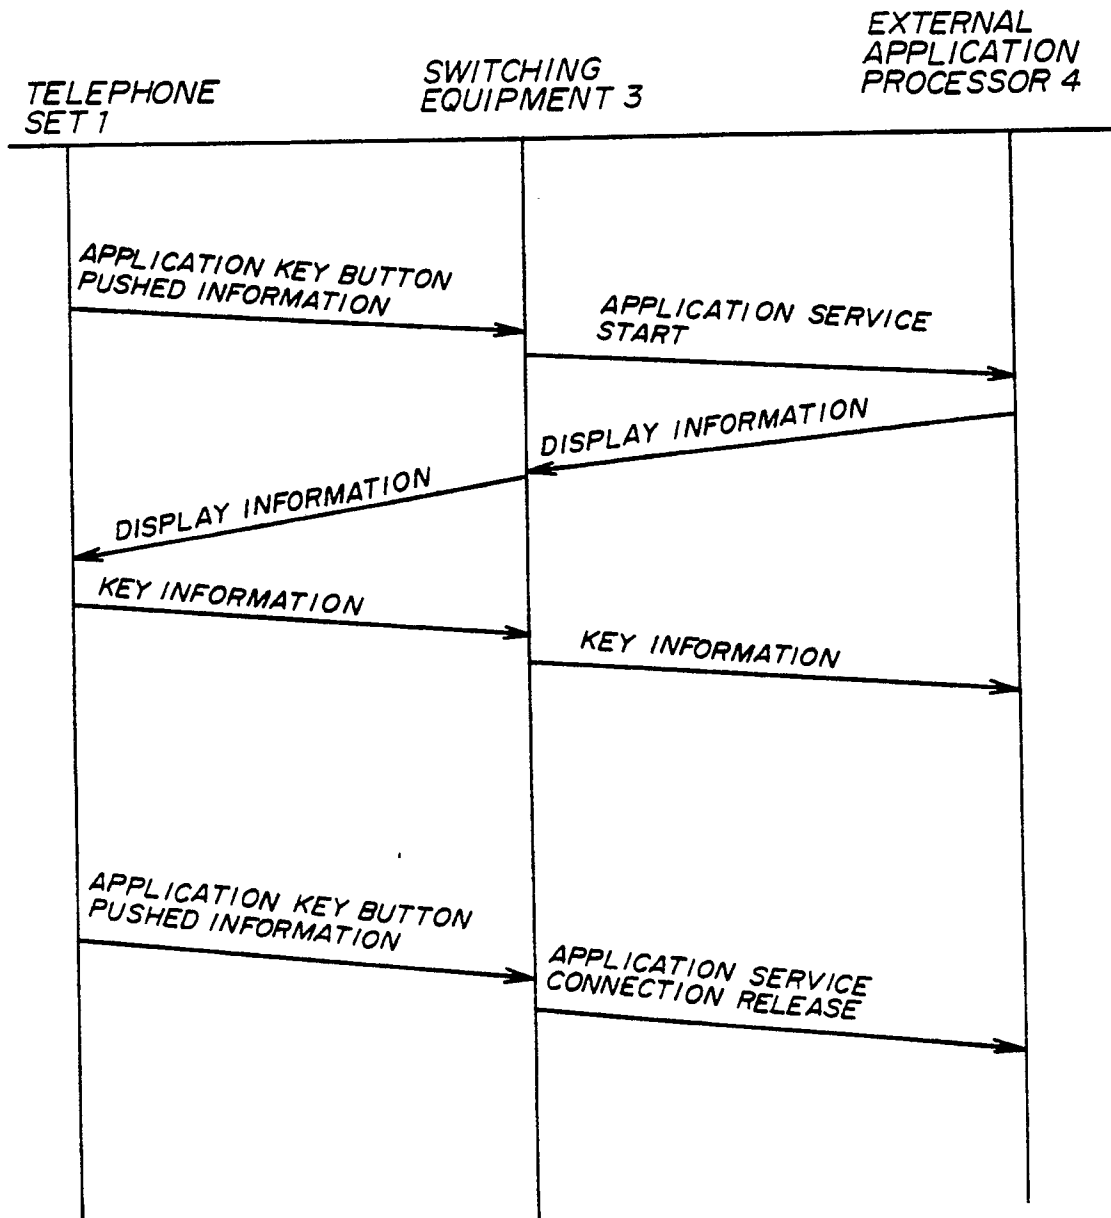 TELEPHONE
SET 1
SWITCHING
EQUIPMENT 3
EXTERNAL
APPLICATION
PROCESSOR 4
APPLICATION KEY BUTTON
PUSHED INFORMATION
APPLICATION SERVICE
START
DISPLAY INFORMATION
DISPLAY INFORMATION
KEY INFORMATION
KEY INFORMATION
APPLICATION KEY BUTTON
PUSHED INFORMATION
APPLICATION SERVICE
CONNECTION RELEASE